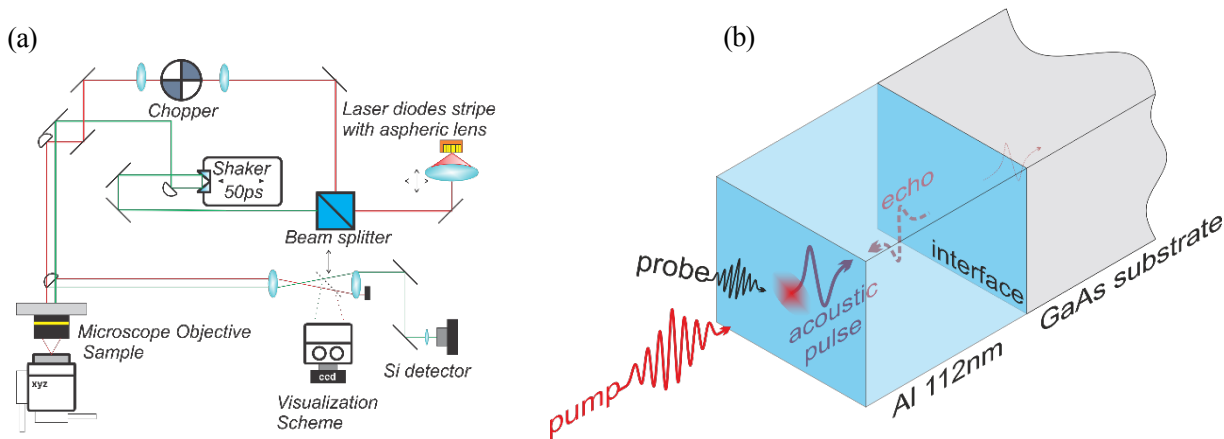 (a)
Chopper
Laser diodes stripe
with aspheric lens
Shaker
50ps
Beam splitter
Microscope Objective
Sample
xyz
ccd
Visualization
Scheme
Si detector
(b)
echo
probe
interface
acoustic
pulse
pump
Al 112nm
GaAs substrate